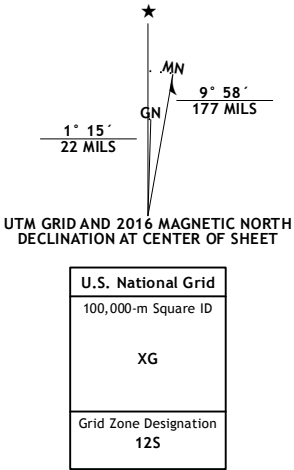 ★
MN
GN
9° 58´
177 MILS
1° 15´
22 MILS
UTM GRID AND 2016 MAGNETIC NORTH
DECLINATION AT CENTER OF SHEET
U.S. National Grid
100,000-m Square ID
XG
Grid Zone Designation
12S